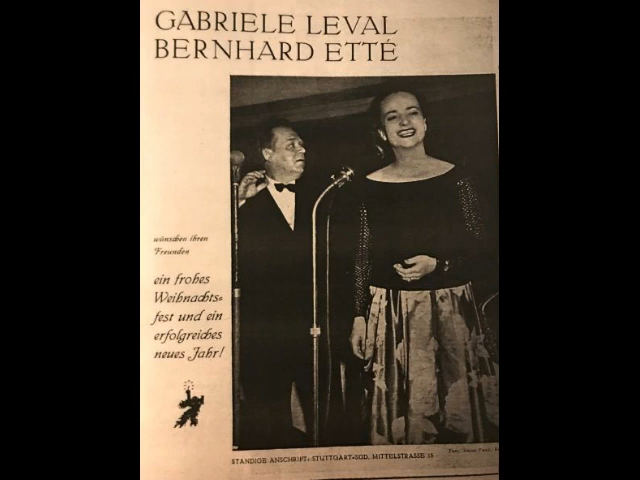 GABRIELE LEVAL
BERNHARD ETTÉ
wünschen ihren
Freunden
ein frohes
Weihnachts=
fest und ein
erfolgreiches
neues Jahr!
STÄNDIGE ANSCHRIFT: STUTTGART-SÜD, MITTELSTRASSE 15